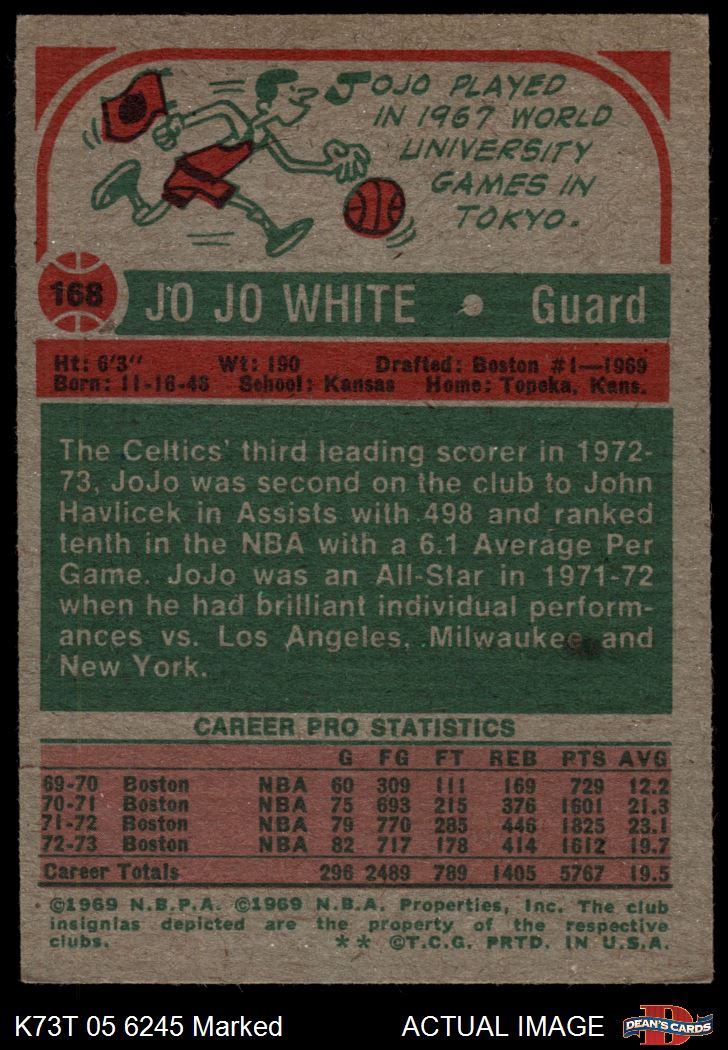 JOJO PLAYED
IN 1967 WORLD
UNIVERSITY
GAMES IN
TOKYO.
168 JO JO WHITE • Guard
Ht: 6'3" Wt: 190 Drafted: Boston #1—1969
Born: 11-16-46 School: Kansas Home: Topeka, Kans.
The Celtics' third leading scorer in 1972-
73, JoJo was second on the club to John
Havlicek in Assists with 498 and ranked
tenth in the NBA with a 6.1 Average Per
Game. JoJo was an All-Star in 1971-72
when he had brilliant individual perform-
ances vs. Los Angeles, Milwaukee and
New York.
CAREER PRO STATISTICS
G FG FT REB PTS AVG
69-70 Boston NBA 60 309 111 169 729 12.2
70-71 Boston NBA 75 693 215 376 1601 21.3
71-72 Boston NBA 79 770 285 446 1825 23.1
72-73 Boston NBA 82 717 178 414 1612 19.7
Career Totals 296 2489 789 1405 5767 19.5
©1969 N.B.P.A. ©1969 N.B.A. Properties, Inc. The club
insignias depicted are the property of the respective
clubs. ** ©T.C.G. PRTD. IN U.S.A.
K73T 05 6245 Marked ACTUAL IMAGE D DEAN'S CARDS